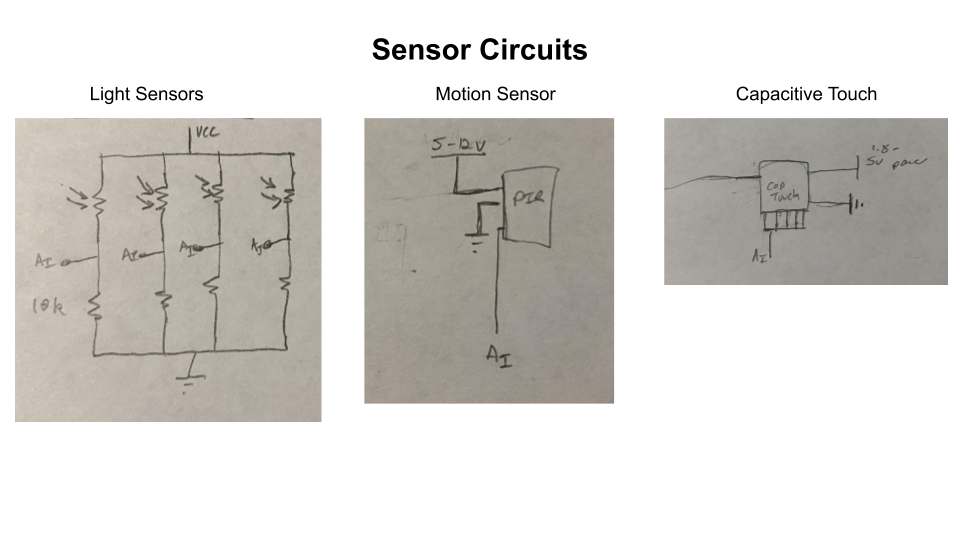 Sensor Circuits
Light Sensors
Motion Sensor
Capacitive Touch
VCC
AI
AI
AI
AI
10k
5-12V
PIR
AI
Cap
Touch
1.8-
5v power
AI